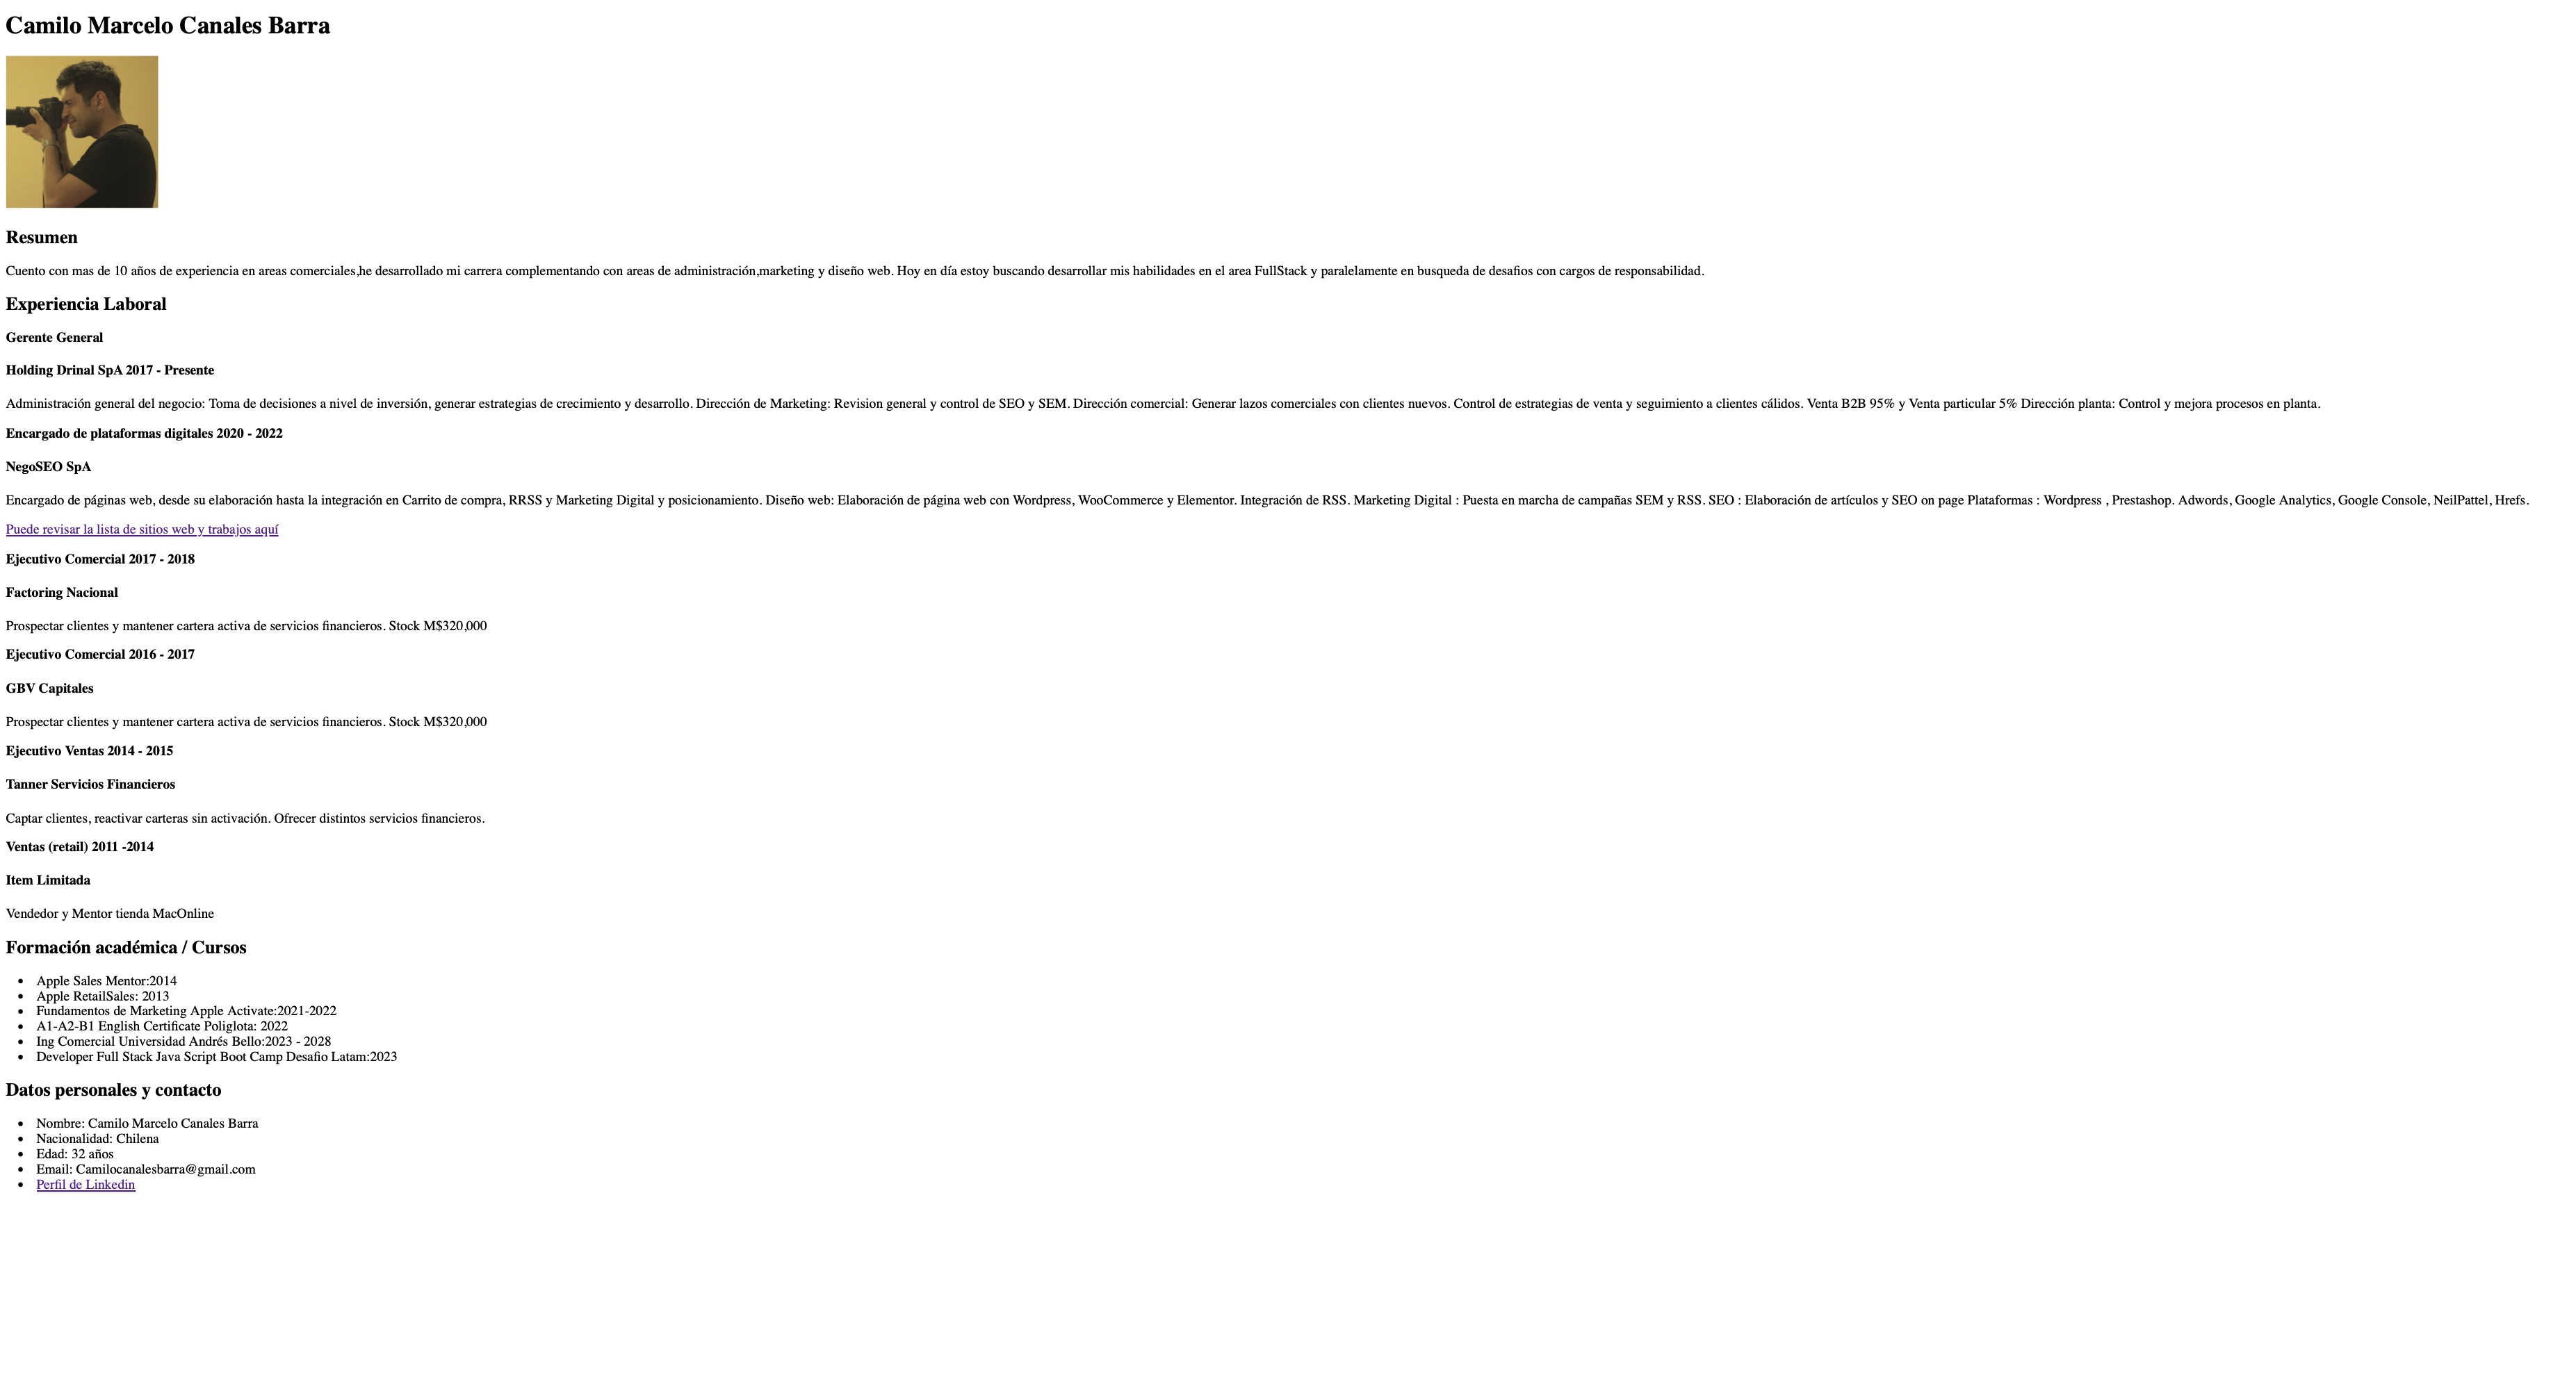 Camilo Marcelo Canales Barra
Resumen
Cuento con mas de 10 años de experiencia en areas comerciales,he desarrollado mi carrera complementando con areas de administración,marketing y diseño web. Hoy en día estoy buscando desarrollar mis habilidades en el area FullStack y paralelamente en busqueda de desafios con cargos de responsabilidad.
Experiencia Laboral
Gerente General
Holding Drinal SpA 2017 - Presente
Administración general del negocio: Toma de decisiones a nivel de inversión, generar estrategias de crecimiento y desarrollo. Dirección de Marketing: Revision general y control de SEO y SEM. Dirección comercial: Generar lazos comerciales con clientes nuevos. Control de estrategias de venta y seguimiento a clientes cálidos. Venta B2B 95% y Venta particular 5% Dirección planta: Control y mejora procesos en planta.
Encargado de plataformas digitales 2020 - 2022
NegoSEO SpA
Encargado de páginas web, desde su elaboración hasta la integración en Carrito de compra, RRSS y Marketing Digital y posicionamiento. Diseño web: Elaboración de página web con Wordpress, WooCommerce y Elementor. Integración de RSS. Marketing Digital : Puesta en marcha de campañas SEM y RSS. SEO : Elaboración de artículos y SEO on page Plataformas : Wordpress , Prestashop. Adwords, Google Analytics, Google Console, NeilPattel, Hrefs.
Puede revisar la lista de sitios web y trabajos aquí
Ejecutivo Comercial 2017 - 2018
Factoring Nacional
Prospectar clientes y mantener cartera activa de servicios financieros. Stock M$320,000
Ejecutivo Comercial 2016 - 2017
GBV Capitales
Prospectar clientes y mantener cartera activa de servicios financieros. Stock M$320,000
Ejecutivo Ventas 2014 - 2015
Tanner Servicios Financieros
Captar clientes, reactivar carteras sin activación. Ofrecer distintos servicios financieros.
Ventas (retail) 2011 -2014
Item Limitada
Vendedor y Mentor tienda MacOnline
Formación académica / Cursos
• Apple Sales Mentor:2014
• Apple RetailSales: 2013
• Fundamentos de Marketing Apple Activate:2021-2022
• A1-A2-B1 English Certificate Poliglota: 2022
• Ing Comercial Universidad Andrés Bello:2023 - 2028
• Developer Full Stack Java Script Boot Camp Desafio Latam:2023
Datos personales y contacto
• Nombre: Camilo Marcelo Canales Barra
• Nacionalidad: Chilena
• Edad: 32 años
• Email: Camilocanalesbarra@gmail.com
• Perfil de Linkedin